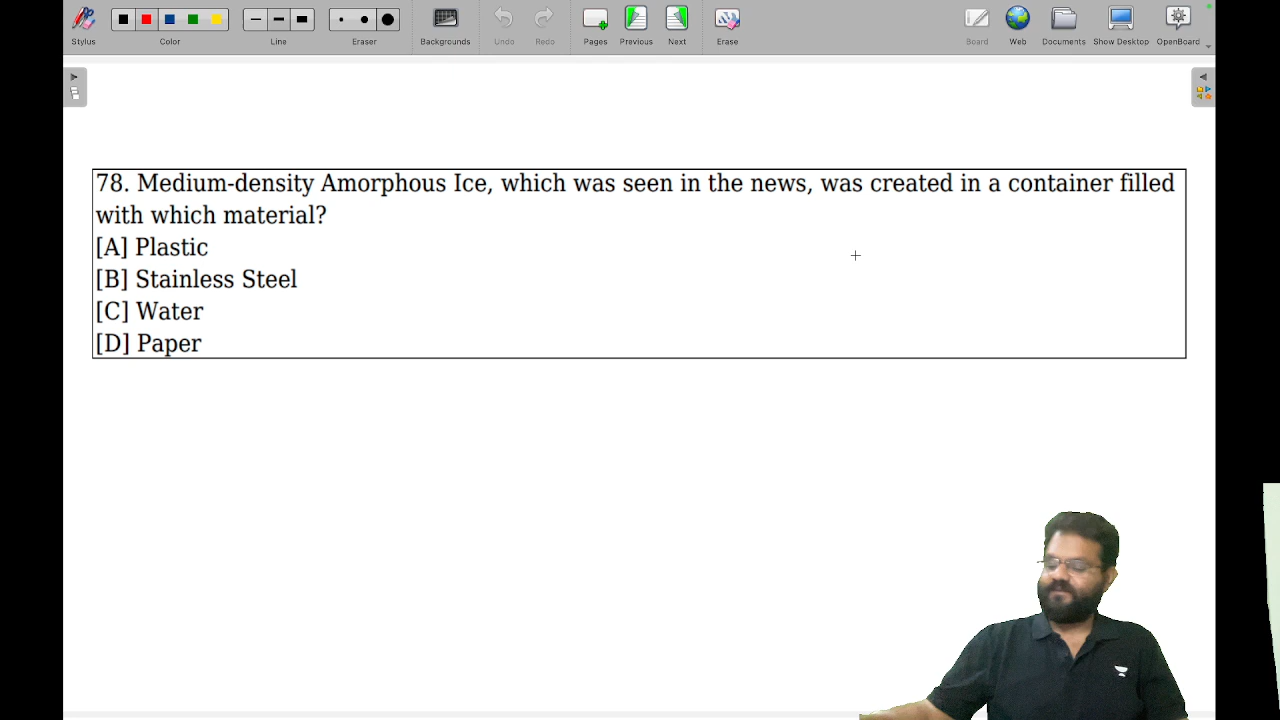 Stylus
Color
Line
Eraser
Backgrounds
Undo
Redo
Pages
Previous
Next
Erase
Board
Web
Documents
Show Desktop
OpenBoard
78. Medium-density Amorphous Ice, which was seen in the news, was created in a container filled
with which material?
[A] Plastic
[B] Stainless Steel
[C] Water
[D] Paper